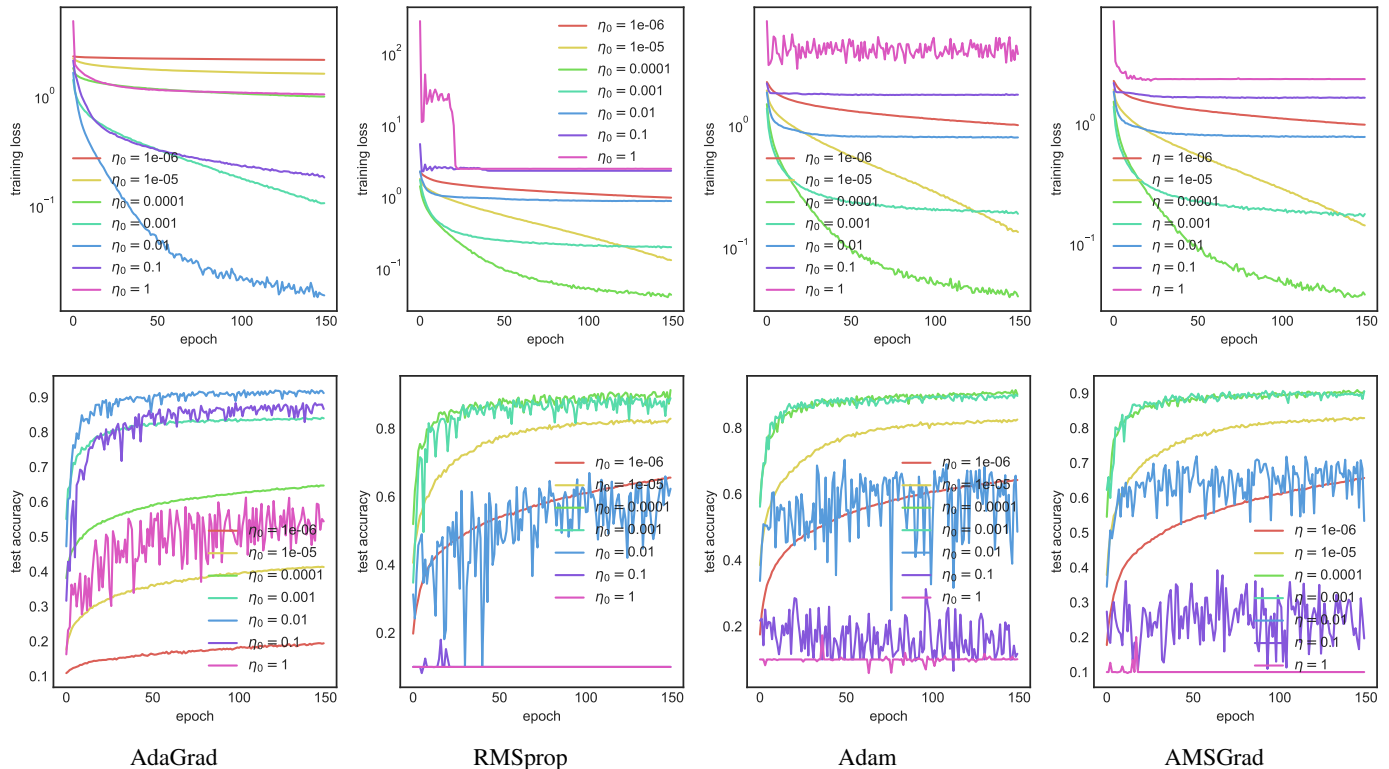 10⁰
10⁻¹
training loss
η₀ = 1e-06
η₀ = 1e-05
η₀ = 0.0001
η₀ = 0.001
η₀ = 0.01
η₀ = 0.1
η₀ = 1
0 50 100 150
epoch
10²
10¹
10⁰
10⁻¹
training loss
η₀ = 1e-06
η₀ = 1e-05
η₀ = 0.0001
η₀ = 0.001
η₀ = 0.01
η₀ = 0.1
η₀ = 1
0 50 100 150
epoch
10⁰
10⁻¹
training loss
η₀ = 1e-06
η₀ = 1e-05
η₀ = 0.0001
η₀ = 0.001
η₀ = 0.01
η₀ = 0.1
η₀ = 1
0 50 100 150
epoch
10⁰
10⁻¹
training loss
η = 1e-06
η = 1e-05
η = 0.0001
η = 0.001
η = 0.01
η = 0.1
η = 1
0 50 100 150
epoch
0.9
0.8
0.7
0.6
0.5
0.4
0.3
0.2
0.1
test accuracy
η₀ = 1e-06
η₀ = 1e-05
η₀ = 0.0001
η₀ = 0.001
η₀ = 0.01
η₀ = 0.1
η₀ = 1
0 50 100 150
epoch
AdaGrad
0.8
0.6
0.4
0.2
test accuracy
η₀ = 1e-06
η₀ = 1e-05
η₀ = 0.0001
η₀ = 0.001
η₀ = 0.01
η₀ = 0.1
η₀ = 1
0 50 100 150
epoch
RMSprop
0.8
0.6
0.4
0.2
test accuracy
η₀ = 1e-06
η₀ = 1e-05
η₀ = 0.0001
η₀ = 0.001
η₀ = 0.01
η₀ = 0.1
η₀ = 1
0 50 100 150
epoch
Adam
0.9
0.8
0.7
0.6
0.5
0.4
0.3
0.2
0.1
test accuracy
η = 1e-06
η = 1e-05
η = 0.0001
η = 0.001
η = 0.01
η = 0.1
η = 1
0 50 100 150
epoch
AMSGrad